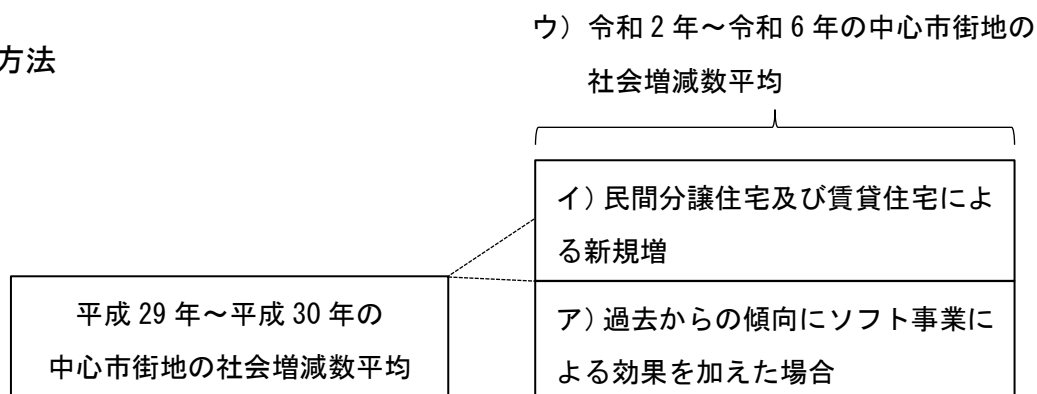 方法
ウ）令和２年～令和６年の中心市街地の
社会増減数平均
イ）民間分譲住宅及び賃貸住宅によ
る新規増
平成 29 年～平成 30 年の
中心市街地の社会増減数平均
ア）過去からの傾向にソフト事業に
よる効果を加えた場合